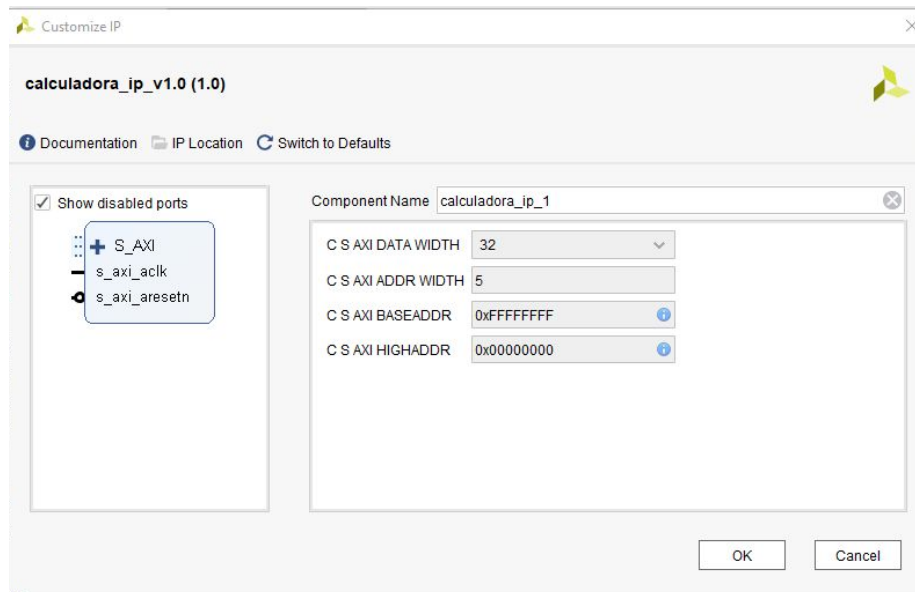 Customize IP
calculadora_ip_v1.0 (1.0)
Documentation IP Location Switch to Defaults
Show disabled ports
S_AXI
s_axi_aclk
s_axi_aresetn
Component Name calculadora_ip_1
C S AXI DATA WIDTH 32
C S AXI ADDR WIDTH 5
C S AXI BASEADDR 0xFFFFFFFF
C S AXI HIGHADDR 0x00000000
OK Cancel